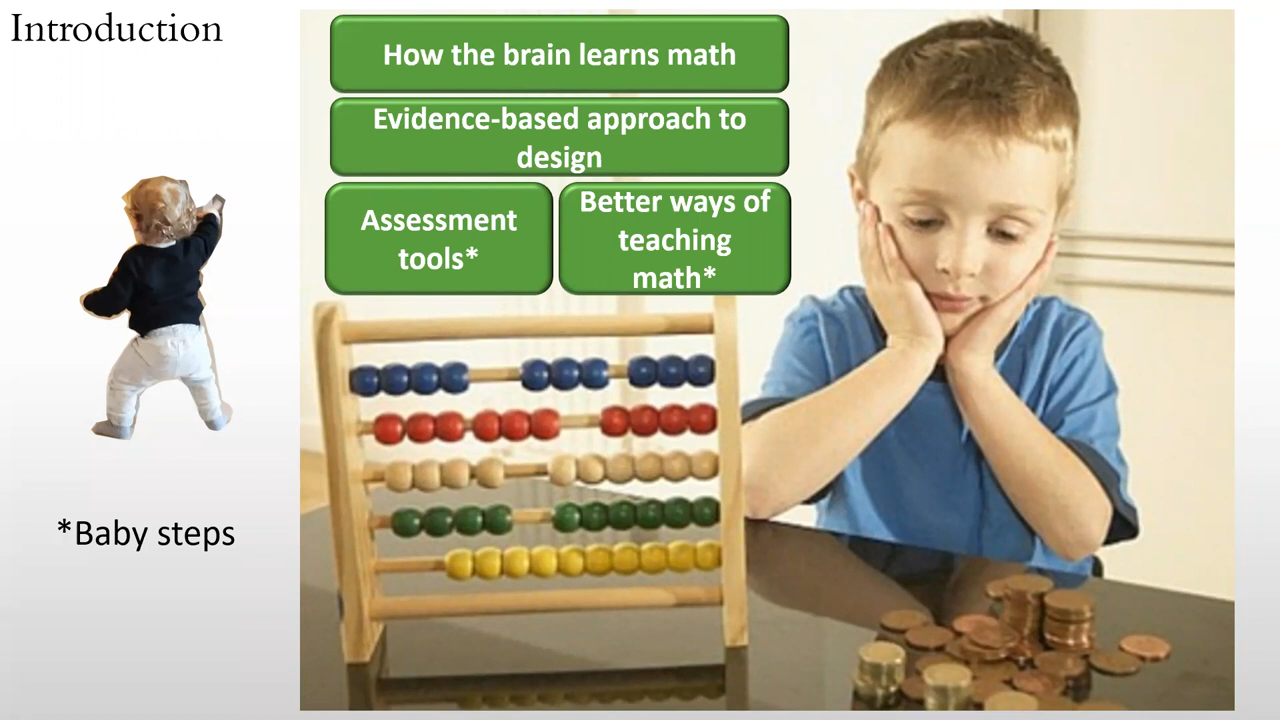 Introduction
How the brain learns math
Evidence-based approach to
design
Assessment
tools*
Better ways of
teaching
math*
*Baby steps